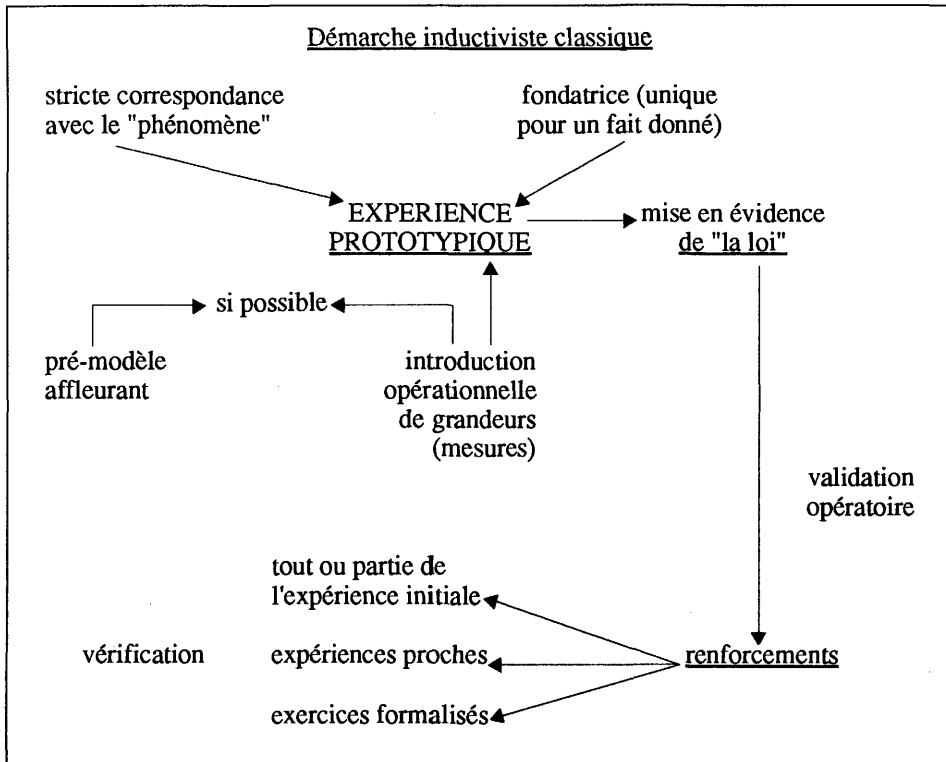 Démarche inductiviste classique
stricte correspondance
avec le "phénomène"
fondatrice (unique
pour un fait donné)
EXPERIENCE
PROTOTYPIQUE
mise en évidence
de "la loi"
si possible
pré-modèle
affleurant
introduction
opérationnelle
de grandeurs
(mesures)
validation
opératoire
tout ou partie de
l'expérience initiale
vérification
expériences proches
renforcements
exercices formalisés